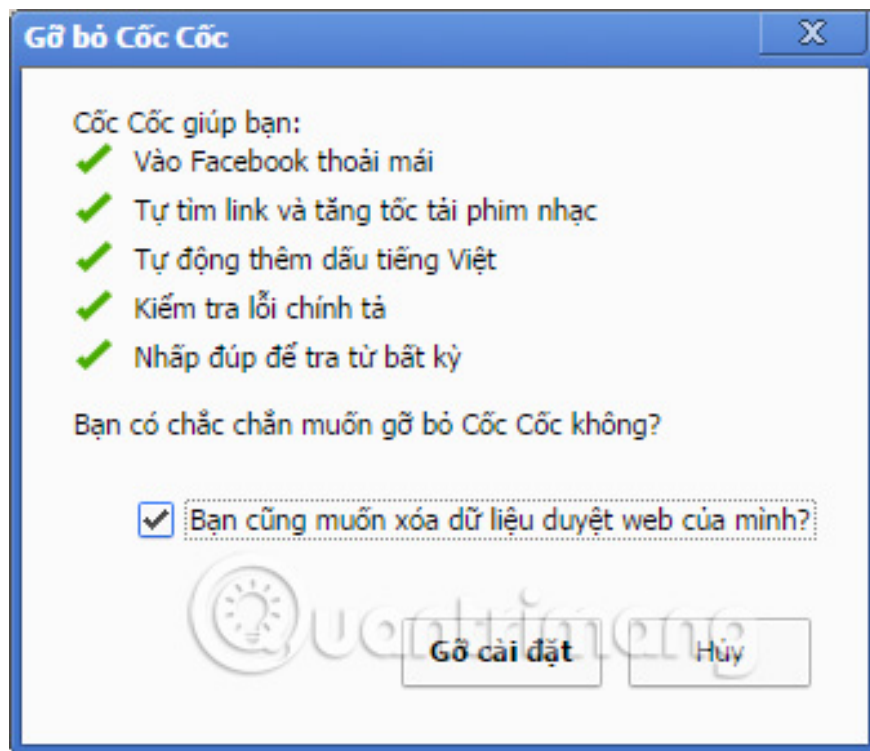 Gỡ bỏ Cốc Cốc
Cốc Cốc giúp bạn:
Vào Facebook thoải mái
Tự tìm link và tăng tốc tải phim nhạc
Tự động thêm dấu tiếng Việt
Kiểm tra lỗi chính tả
Nhấp đúp để tra từ bất kỳ
Bạn có chắc chắn muốn gỡ bỏ Cốc Cốc không?
Bạn cũng muốn xóa dữ liệu duyệt web của mình?
Quantrimang
Gỡ cài đặt Hủy